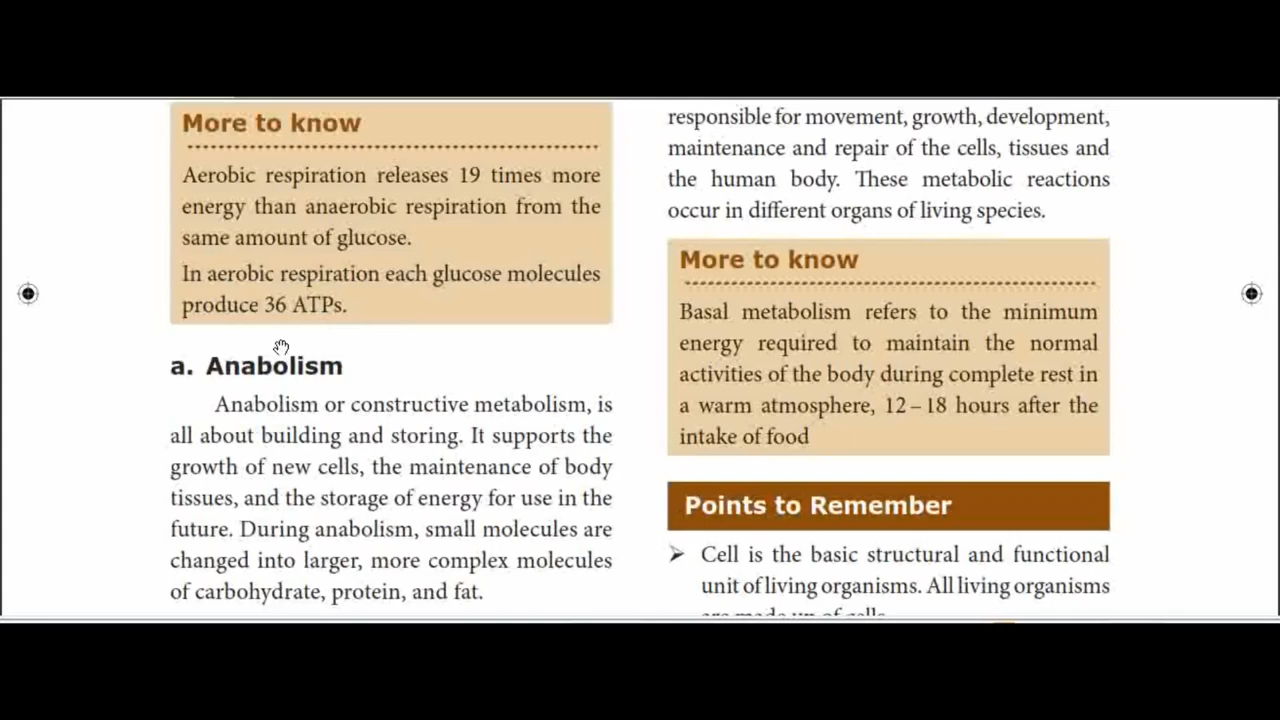 More to know
Aerobic respiration releases 19 times more
energy than anaerobic respiration from the
same amount of glucose.
In aerobic respiration each glucose molecules
produce 36 ATPs.
a. Anabolism
Anabolism or constructive metabolism, is
all about building and storing. It supports the
growth of new cells, the maintenance of body
tissues, and the storage of energy for use in the
future. During anabolism, small molecules are
changed into larger, more complex molecules
of carbohydrate, protein, and fat.
responsible for movement, growth, development,
maintenance and repair of the cells, tissues and
the human body. These metabolic reactions
occur in different organs of living species.
More to know
Basal metabolism refers to the minimum
energy required to maintain the normal
activities of the body during complete rest in
a warm atmosphere, 12–18 hours after the
intake of food
Points to Remember
➢ Cell is the basic structural and functional
unit of living organisms. All living organisms
are made up of cells.